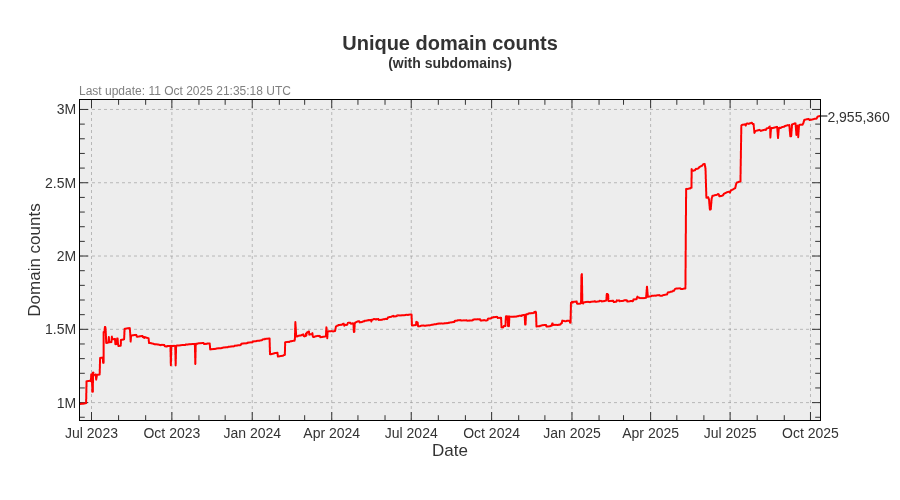 Unique domain counts
(with subdomains)
Last update: 11 Oct 2025 21:35:18 UTC
3M
2,955,360
2.5M
2M
1.5M
1M
Domain counts
Jul 2023 Oct 2023 Jan 2024 Apr 2024 Jul 2024 Oct 2024 Jan 2025 Apr 2025 Jul 2025 Oct 2025
Date